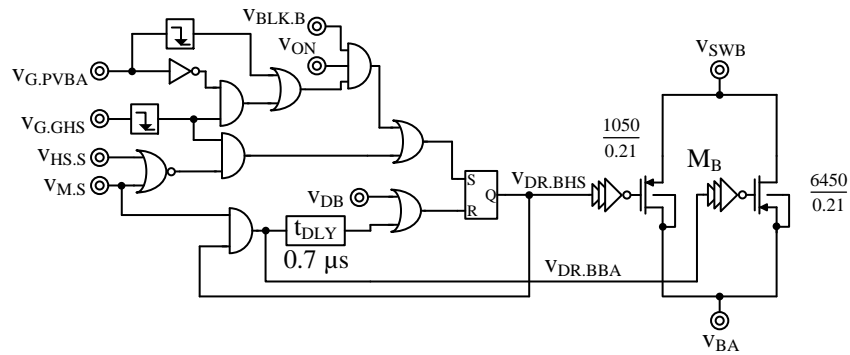 v_BLK.B
v_ON
v_G.PVBA
v_G.GHS
v_HS.S
v_M.S
v_DB
t_DLY
0.7 µs
S
Q
R
v_DR.BHS
v_DR.BBA
1050
0.21
M_B
v_SWB
6450
0.21
v_BA